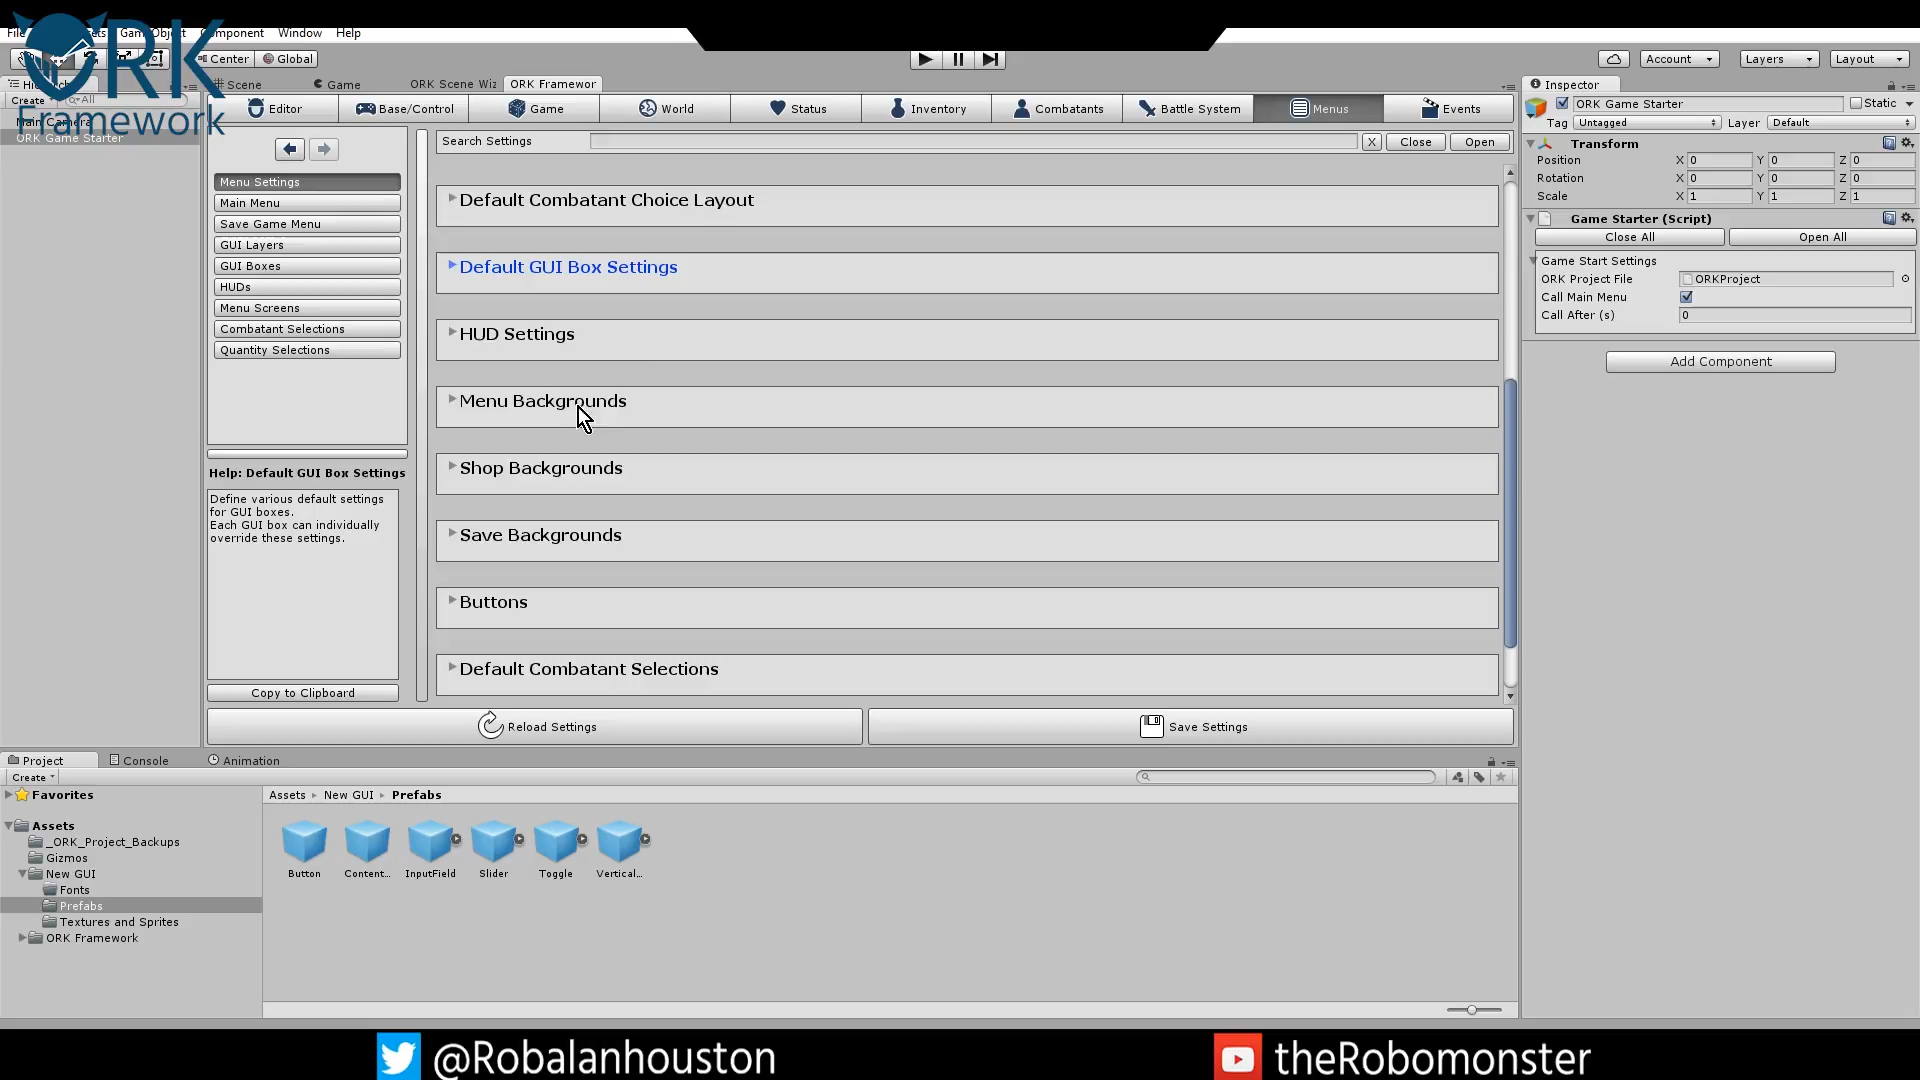 ORK
Framework
GameObject Component Window Help
Center Global
Account Layers Layout
Scene Game ORK Scene Wiz ORK Framewor
Inspector
Create All
ORK Game Starter
Editor Base/Control Game World Status Inventory Combatants Battle System Menus Events
ORK Game Starter Static
Tag Untagged Layer Default
Search Settings X Close Open
Transform
Position X 0 Y 0 Z 0
Rotation X 0 Y 0 Z 0
Scale X 1 Y 1 Z 1
Game Starter (Script)
Close All Open All
Game Start Settings
ORK Project File ORKProject
Call Main Menu
Call After (s) 0
Add Component
Menu Settings
Main Menu
Save Game Menu
GUI Layers
GUI Boxes
HUDs
Menu Screens
Combatant Selections
Quantity Selections
Help: Default GUI Box Settings
Define various default settings
for GUI boxes.
Each GUI box can individually
override these settings.
Copy to Clipboard
Default Combatant Choice Layout
Default GUI Box Settings
HUD Settings
Menu Backgrounds
Shop Backgrounds
Save Backgrounds
Buttons
Default Combatant Selections
Reload Settings Save Settings
Project Console Animation
Create
Favorites
Assets
_ORK_Project_Backups
Gizmos
New GUI
Fonts
Prefabs
Textures and Sprites
ORK Framework
Assets New GUI Prefabs
Button Content... InputField Slider Toggle Vertical...
@Robalanhouston theRobomonster